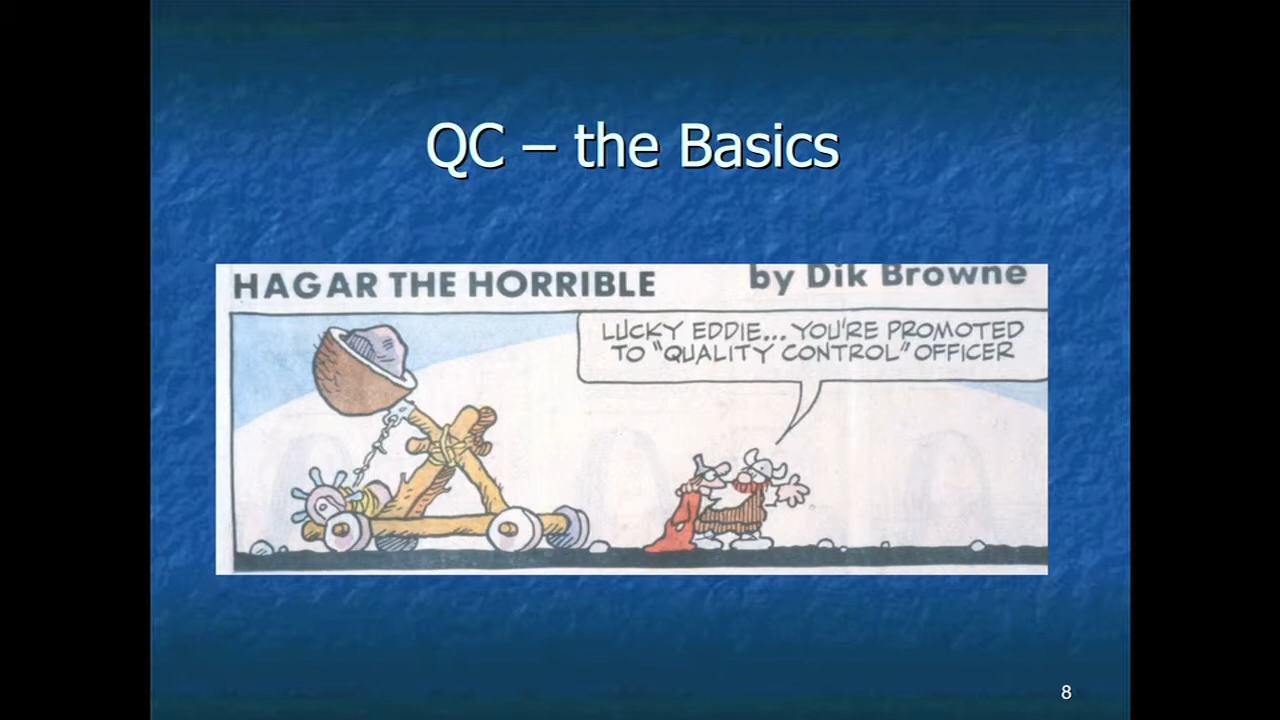 QC – the Basics
HAGAR THE HORRIBLE by Dik Browne
LUCKY EDDIE... YOU'RE PROMOTED
TO "QUALITY CONTROL" OFFICER
8